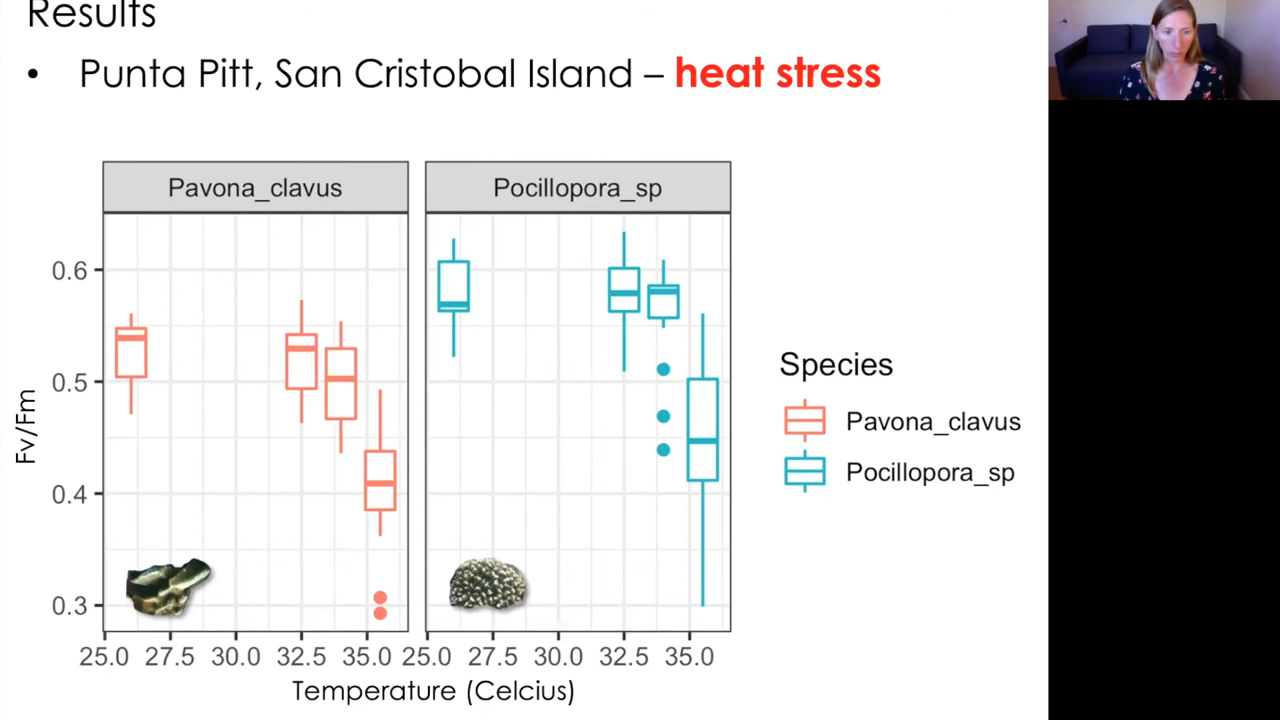 Results
• Punta Pitt, San Cristobal Island – heat stress
Pavona_clavus
Pocillopora_sp
0.6
0.5
0.4
0.3
Fv/Fm
25.0 27.5 30.0 32.5 35.0 25.0 27.5 30.0 32.5 35.0
Temperature (Celcius)
Species
Pavona_clavus
Pocillopora_sp